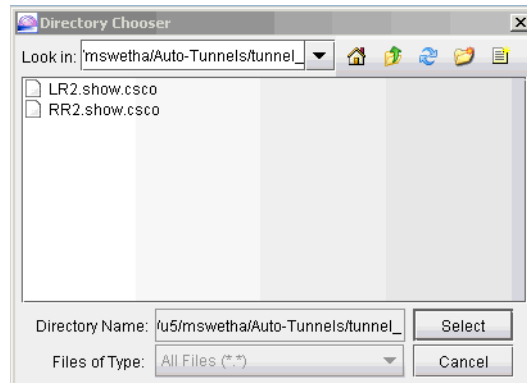 Directory Chooser
Look in: 'mswetha/Auto-Tunnels/tunnel_
LR2.show.csco
RR2.show.csco
Directory Name: /u5/mswetha/Auto-Tunnels/tunnel_ Select
Files of Type: All Files (*.*) Cancel